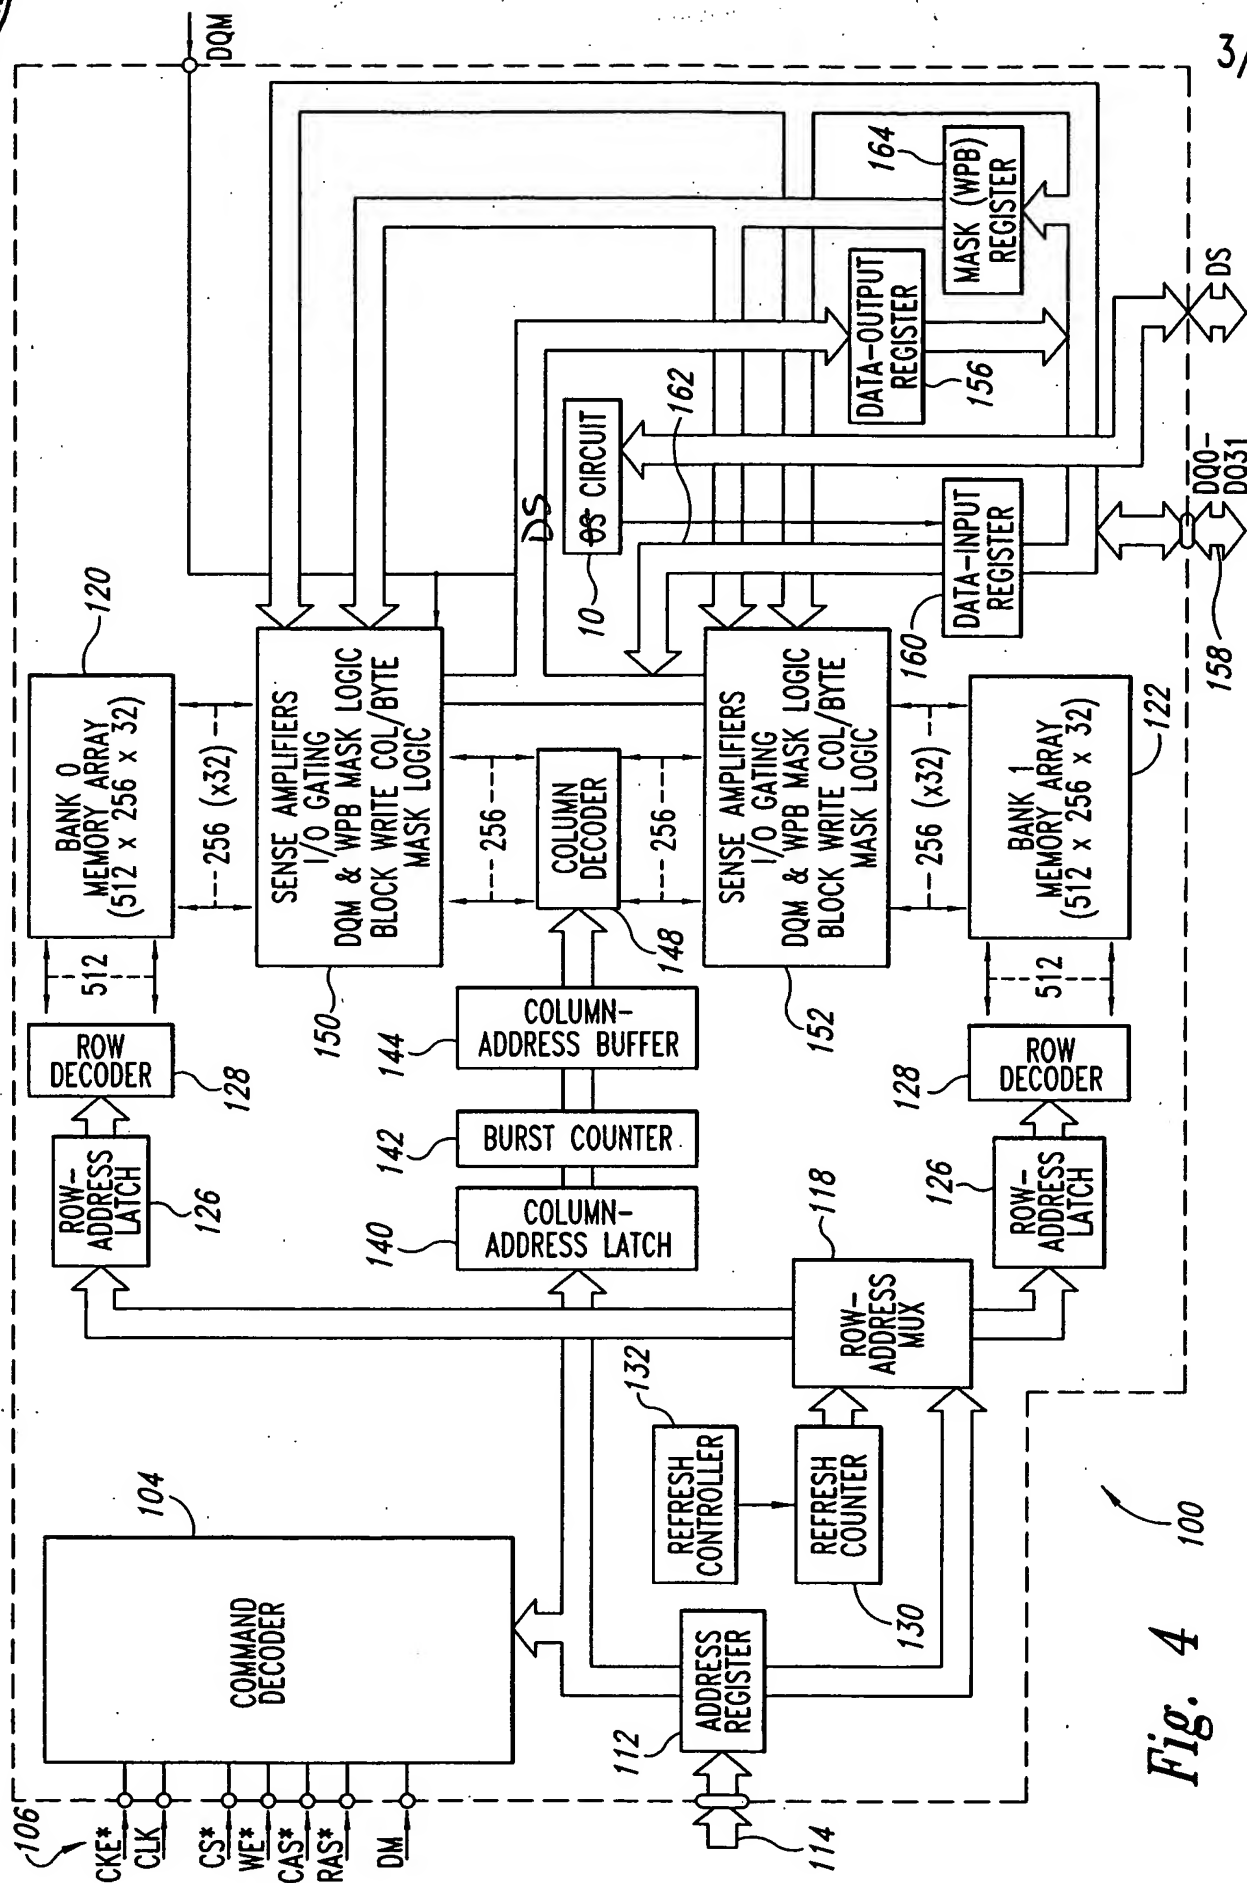 3/
DQM
106
CKE*
CLK
CS*
WE*
CAS*
RAS*
DM
104
COMMAND
DECODER
114
112
ADDRESS
REGISTER
132
REFRESH
CONTROLLER
REFRESH
COUNTER
130
118
ROW-
ADDRESS
MUX
ROW-
ADDRESS
LATCH
126
ROW
DECODER
128
512
BANK 0
MEMORY ARRAY
(512 x 256 x 32)
120
256 (x32)
SENSE AMPLIFIERS
I/O GATING
DQM & WPB MASK LOGIC
BLOCK WRITE COL/BYTE
MASK LOGIC
150
256
140
COLUMN-
ADDRESS LATCH
142
BURST COUNTER
144
COLUMN-
ADDRESS BUFFER
COLUMN
DECODER
148
256
SENSE AMPLIFIERS
I/O GATING
DQM & WPB MASK LOGIC
BLOCK WRITE COL/BYTE
MASK LOGIC
152
256 (x32)
126
ROW-
ADDRESS
LATCH
128
ROW
DECODER
512
BANK 1
MEMORY ARRAY
(512 x 256 x 32)
122
DS
CIRCUIT
10
162
160
DATA-INPUT
REGISTER
DATA-OUTPUT
REGISTER
156
164
MASK (WPB)
REGISTER
DQ0-
DQ31
158
DS
100
Fig. 4